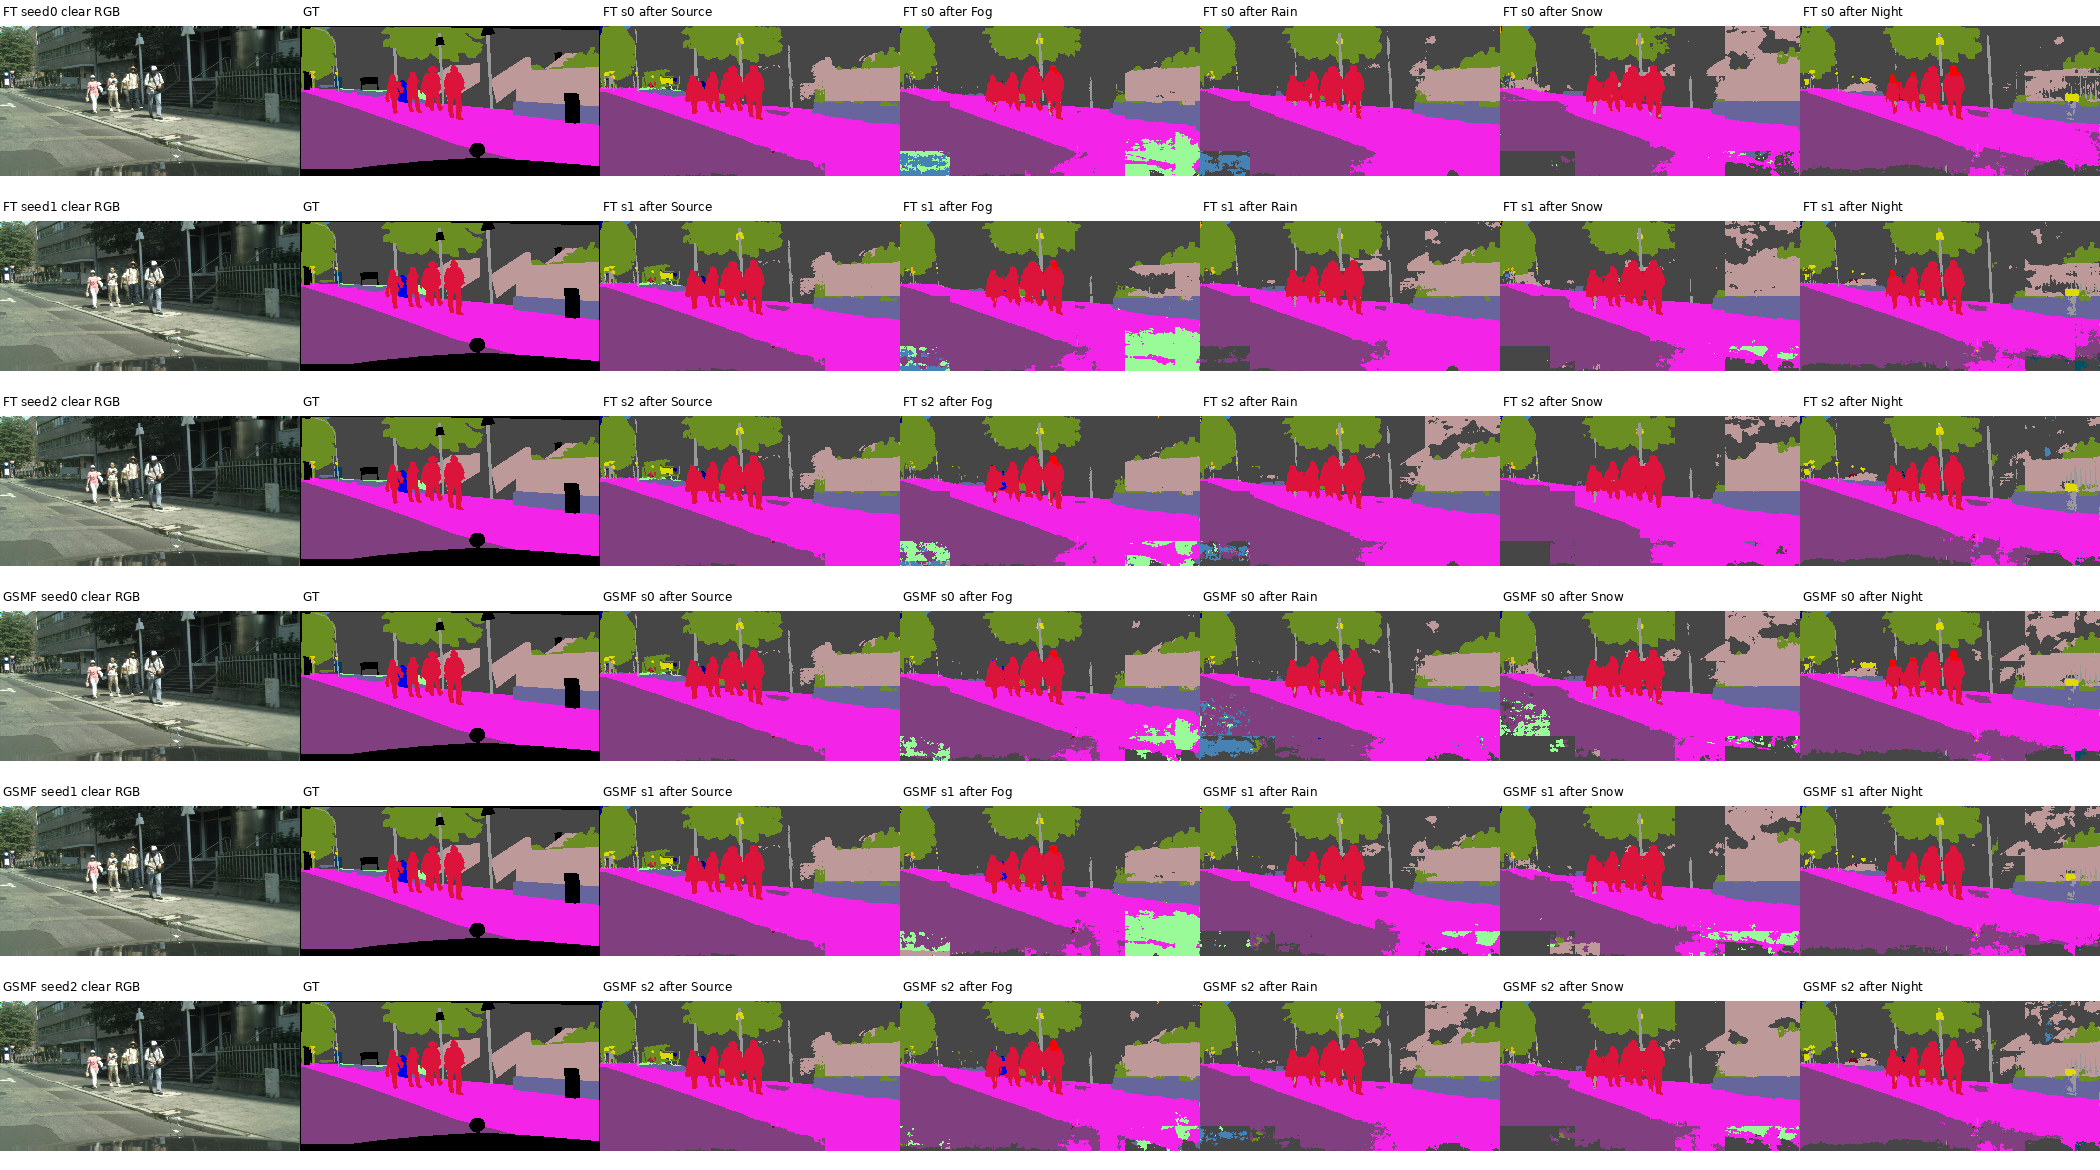 FT seed0 clear RGB GT FT s0 after Source FT s0 after Fog FT s0 after Rain FT s0 after Snow FT s0 after Night
FT seed1 clear RGB GT FT s1 after Source FT s1 after Fog FT s1 after Rain FT s1 after Snow FT s1 after Night
FT seed2 clear RGB GT FT s2 after Source FT s2 after Fog FT s2 after Rain FT s2 after Snow FT s2 after Night
GSMF seed0 clear RGB GT GSMF s0 after Source GSMF s0 after Fog GSMF s0 after Rain GSMF s0 after Snow GSMF s0 after Night
GSMF seed1 clear RGB GT GSMF s1 after Source GSMF s1 after Fog GSMF s1 after Rain GSMF s1 after Snow GSMF s1 after Night
GSMF seed2 clear RGB GT GSMF s2 after Source GSMF s2 after Fog GSMF s2 after Rain GSMF s2 after Snow GSMF s2 after Night